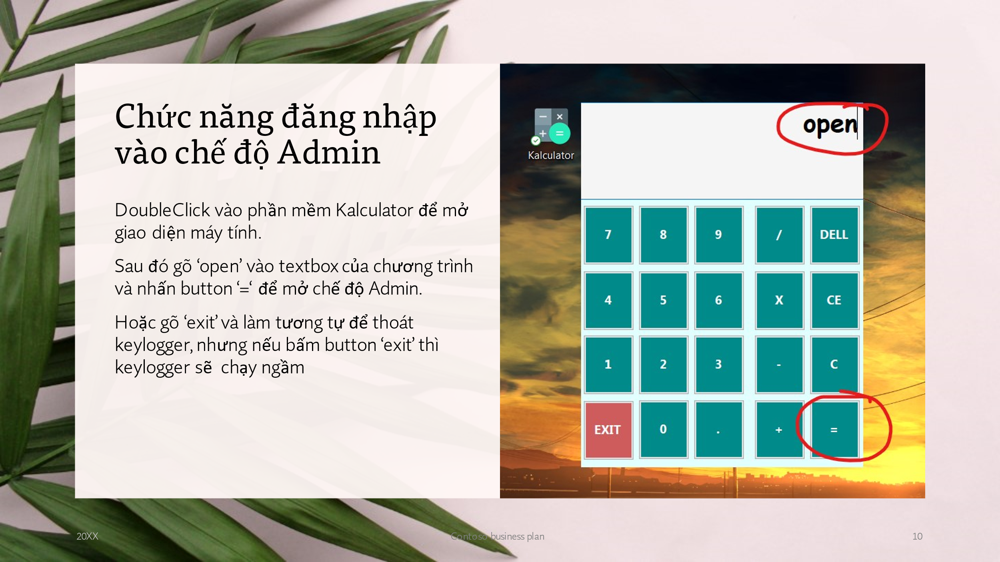 Chức năng đăng nhập
vào chế độ Admin
DoubleClick vào phần mềm Kalculator để mở
giao diện máy tính.
Sau đó gõ ‘open’ vào textbox của chương trình
và nhấn button ‘=‘ để mở chế độ Admin.
Hoặc gõ ‘exit’ và làm tương tự để thoát
keylogger, nhưng nếu bấm button ‘exit’ thì
keylogger sẽ chạy ngầm
− ×
+ =
Kalculator
open
7 8 9 / DELL
4 5 6 X CE
1 2 3 - C
EXIT 0 . + =
20XX Contoso business plan 10